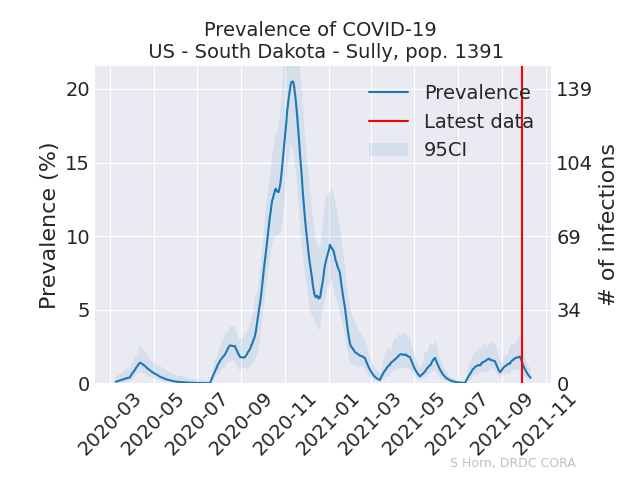 Prevalence of COVID-19
US - South Dakota - Sully, pop. 1391
Prevalence (%)
20
15
10
5
0
139
104
69
34
0
# of infections
Prevalence
Latest data
95CI
2020-03
2020-05
2020-07
2020-09
2020-11
2021-01
2021-03
2021-05
2021-07
2021-09
2021-11
S Horn, DRDC CORA